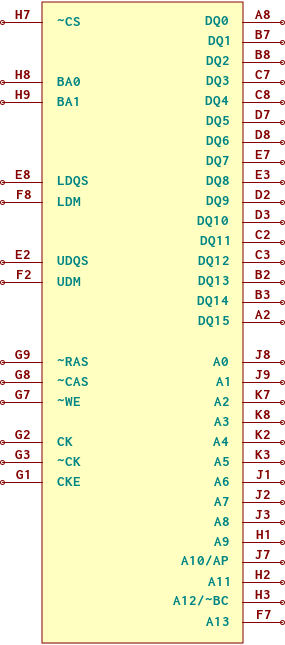 H7 ~CS DQ0 A8
DQ1 B7
DQ2 B8
H8 BA0 DQ3 C7
H9 BA1 DQ4 C8
DQ5 D7
DQ6 D8
DQ7 E7
E8 LDQS DQ8 E3
F8 LDM DQ9 D2
DQ10 D3
DQ11 C2
E2 UDQS DQ12 C3
F2 UDM DQ13 B2
DQ14 B3
DQ15 A2
G9 ~RAS A0 J8
G8 ~CAS A1 J9
G7 ~WE A2 K7
A3 K8
G2 CK A4 K2
G3 ~CK A5 K3
G1 CKE A6 J1
A7 J2
A8 J3
A9 H1
A10/AP J7
A11 H2
A12/~BC H3
A13 F7